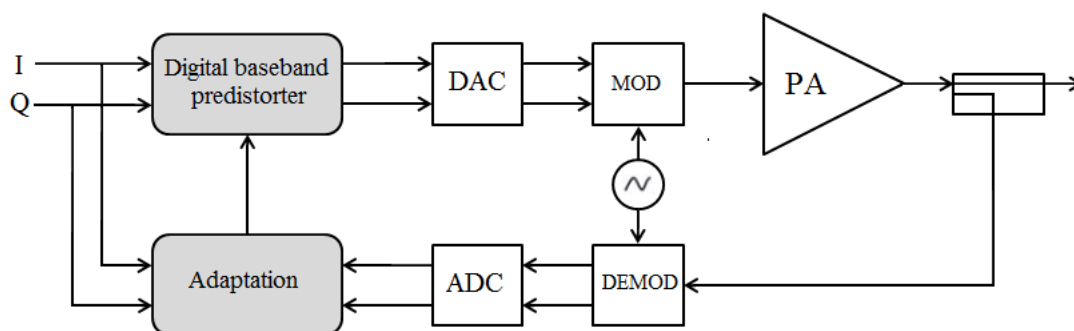 I
Q
Digital baseband
predistorter
DAC
MOD
PA
Adaptation
ADC
DEMOD